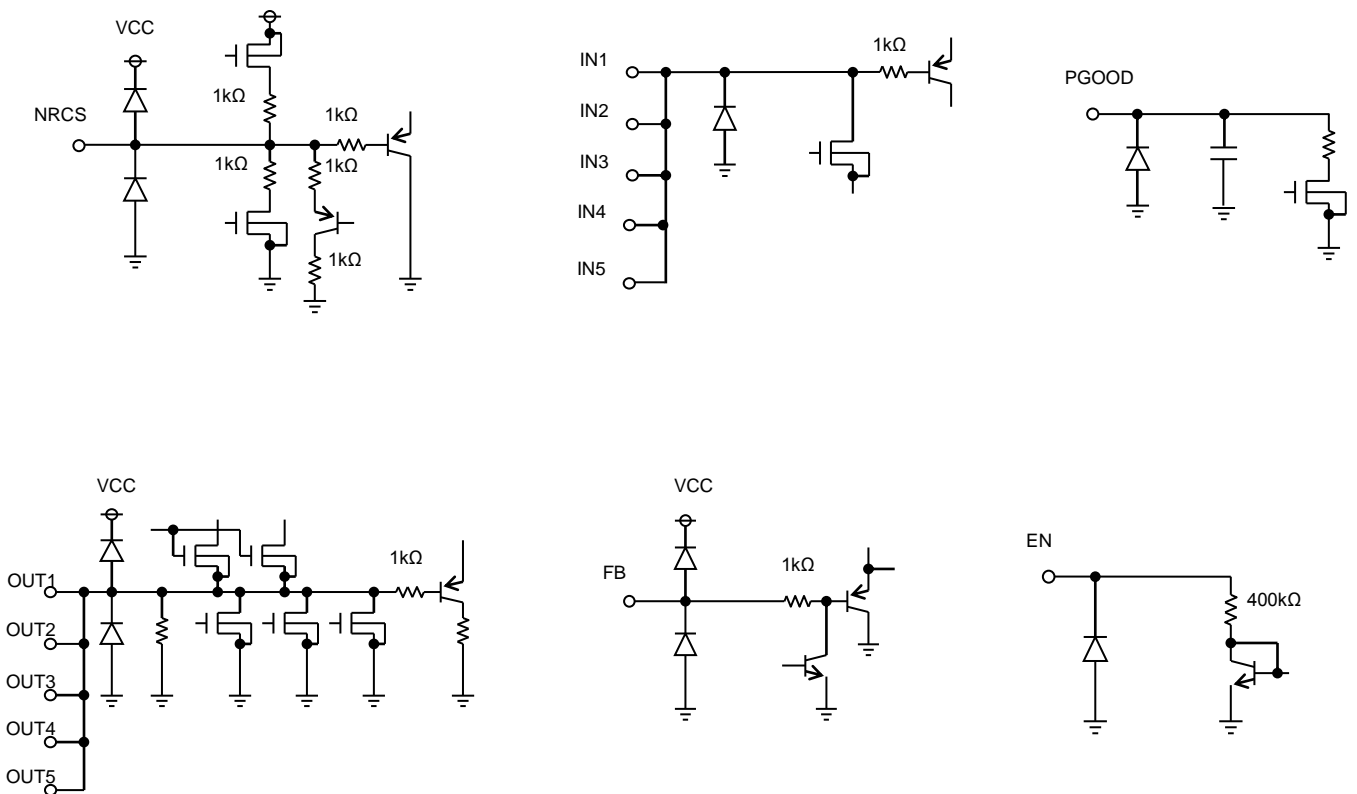 VCC
NRCS
1kΩ
1kΩ
1kΩ
1kΩ
1kΩ
IN1
IN2
IN3
IN4
IN5
1kΩ
PGOOD
VCC
OUT1
OUT2
OUT3
OUT4
OUT5
1kΩ
VCC
FB
1kΩ
EN
400kΩ